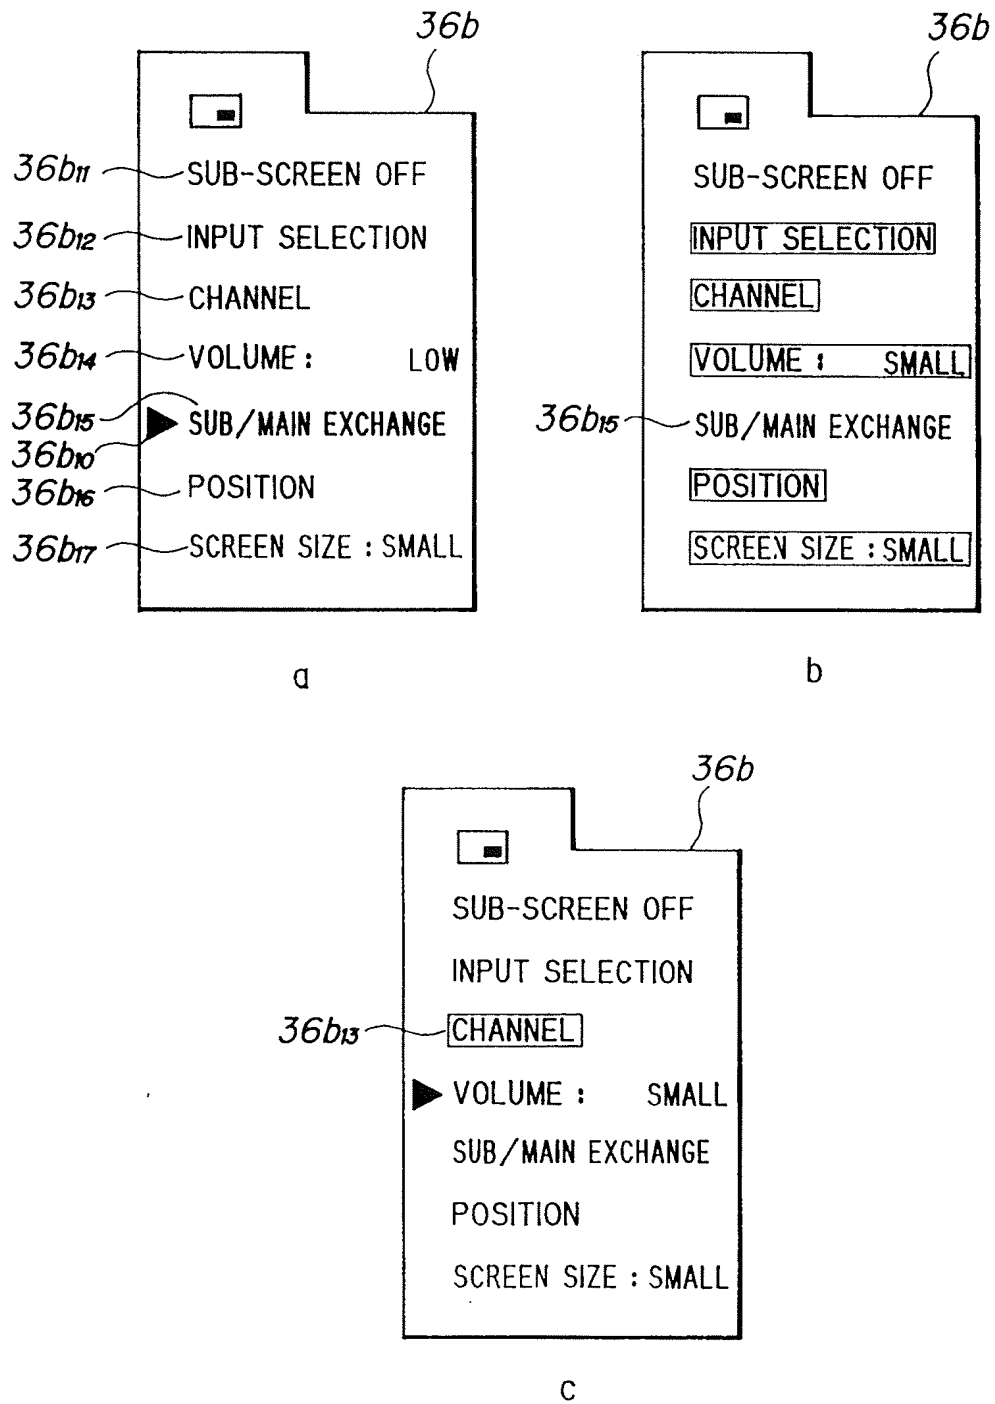 36b
36b11 SUB-SCREEN OFF
36b12 INPUT SELECTION
36b13 CHANNEL
36b14 VOLUME : LOW
36b15 SUB/MAIN EXCHANGE
36b10
36b16 POSITION
36b17 SCREEN SIZE : SMALL
a
36b
SUB-SCREEN OFF
INPUT SELECTION
CHANNEL
VOLUME : SMALL
36b15 SUB/MAIN EXCHANGE
POSITION
SCREEN SIZE : SMALL
b
36b
SUB-SCREEN OFF
INPUT SELECTION
36b13 CHANNEL
VOLUME : SMALL
SUB/MAIN EXCHANGE
POSITION
SCREEN SIZE : SMALL
c